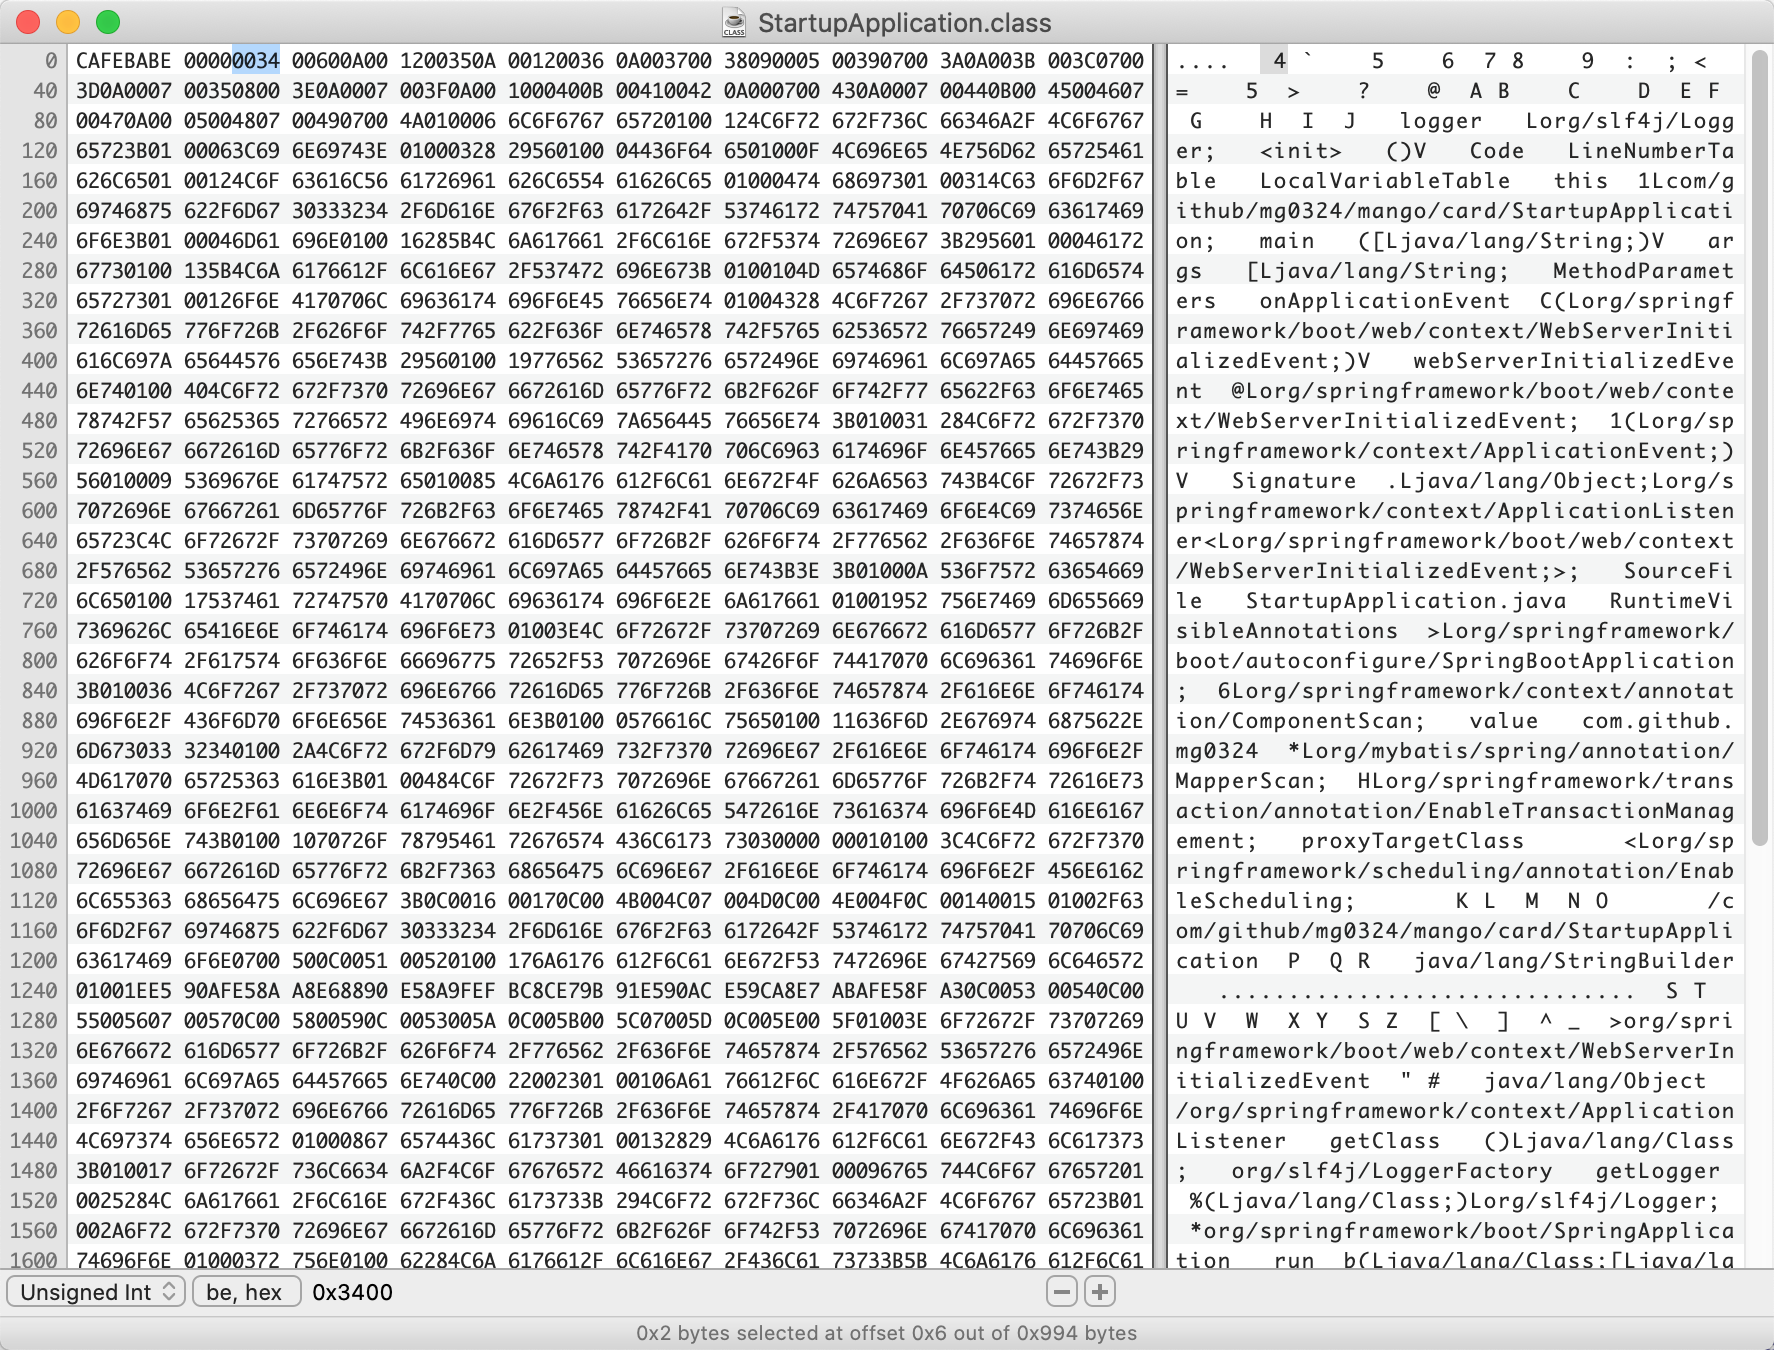 StartupApplication.class
0 CAFEBABE 00000034 00600A00 1200350A 00120036 0A003700 38090005 00390700 3A0A003B 003C0700 .... 4 ` 5 6 7 8 9 : ; <
40 3D0A0007 00350800 3E0A0007 003F0A00 1000400B 00410042 0A000700 430A0007 00440B00 45004607 = 5 > ? @ A B C D E F
80 00470A00 05004807 00490700 4A010006 6C6F6767 65720100 124C6F72 672F736C 66346A2F 4C6F6767 G H I J logger Lorg/slf4j/Logg
120 65723B01 00063C69 6E69743E 01000328 29560100 04436F64 6501000F 4C696E65 4E756D62 65725461 er; <init> ()V Code LineNumberTa
160 626C6501 00124C6F 63616C56 61726961 626C6554 61626C65 01000474 68697301 00314C63 6F6D2F67 ble LocalVariableTable this 1Lcom/g
200 69746875 622F6D67 30333234 2F6D616E 676F2F63 6172642F 53746172 74757041 70706C69 63617469 ithub/mg0324/mango/card/StartupApplicati
240 6F6E3B01 00046D61 696E0100 16285B4C 6A617661 2F6C616E 672F5374 72696E67 3B295601 00046172 on; main ([Ljava/lang/String;)V ar
280 67730100 135B4C6A 6176612F 6C616E67 2F537472 696E673B 0100104D 6574686F 64506172 616D6574 gs [Ljava/lang/String; MethodParamet
320 65727301 00126F6E 4170706C 69636174 696F6E45 76656E74 01004328 4C6F7267 2F737072 696E6766 ers onApplicationEvent C(Lorg/springf
360 72616D65 776F726B 2F626F6F 742F7765 622F636F 6E746578 742F5765 62536572 76657249 6E697469 ramework/boot/web/context/WebServerIniti
400 616C697A 65644576 656E743B 29560100 19776562 53657276 6572496E 69746961 6C697A65 64457665 alizedEvent;)V webServerInitializedEve
440 6E740100 404C6F72 672F7370 72696E67 6672616D 65776F72 6B2F626F 6F742F77 65622F63 6F6E7465 nt @Lorg/springframework/boot/web/conte
480 78742F57 65625365 72766572 496E6974 69616C69 7A656445 76656E74 3B010031 284C6F72 672F7370 xt/WebServerInitializedEvent; 1(Lorg/sp
520 72696E67 6672616D 65776F72 6B2F636F 6E746578 742F4170 706C6963 6174696F 6E457665 6E743B29 ringframework/context/ApplicationEvent;)
560 56010009 5369676E 61747572 65010085 4C6A6176 612F6C61 6E672F4F 626A6563 743B4C6F 72672F73 V Signature .Ljava/lang/Object;Lorg/s
600 7072696E 67667261 6D65776F 726B2F63 6F6E7465 78742F41 70706C69 63617469 6F6E4C69 7374656E pringframework/context/ApplicationListen
640 65723C4C 6F72672F 73707269 6E676672 616D6577 6F726B2F 626F6F74 2F776562 2F636F6E 74657874 er<Lorg/springframework/boot/web/context
680 2F576562 53657276 6572496E 69746961 6C697A65 64457665 6E743B3E 3B01000A 536F7572 63654669 /WebServerInitializedEvent;>; SourceFi
720 6C650100 17537461 72747570 4170706C 69636174 696F6E2E 6A617661 01001952 756E7469 6D655669 le StartupApplication.java RuntimeVi
760 7369626C 65416E6E 6F746174 696F6E73 01003E4C 6F72672F 73707269 6E676672 616D6577 6F726B2F sibleAnnotations >Lorg/springframework/
800 626F6F74 2F617574 6F636F6E 66696775 72652F53 7072696E 67426F6F 74417070 6C696361 74696F6E boot/autoconfigure/SpringBootApplication
840 3B010036 4C6F7267 2F737072 696E6766 72616D65 776F726B 2F636F6E 74657874 2F616E6E 6F746174 ; 6Lorg/springframework/context/annotat
880 696F6E2F 436F6D70 6F6E656E 74536361 6E3B0100 0576616C 75650100 11636F6D 2E676974 6875622E ion/ComponentScan; value com.github.
920 6D673033 32340100 2A4C6F72 672F6D79 62617469 732F7370 72696E67 2F616E6E 6F746174 696F6E2F mg0324 *Lorg/mybatis/spring/annotation/
960 4D617070 65725363 616E3B01 00484C6F 72672F73 7072696E 67667261 6D65776F 726B2F74 72616E73 MapperScan; HLorg/springframework/trans
1000 61637469 6F6E2F61 6E6E6F74 6174696F 6E2F456E 61626C65 5472616E 73616374 696F6E4D 616E6167 action/annotation/EnableTransactionManag
1040 656D656E 743B0100 1070726F 78795461 72676574 436C6173 73030000 00010100 3C4C6F72 672F7370 ement; proxyTargetClass <Lorg/sp
1080 72696E67 6672616D 65776F72 6B2F7363 68656475 6C696E67 2F616E6E 6F746174 696F6E2F 456E6162 ringframework/scheduling/annotation/Enab
1120 6C655363 68656475 6C696E67 3B0C0016 00170C00 4B004C07 004D0C00 4E004F0C 00140015 01002F63 leScheduling; K L M N O /c
1160 6F6D2F67 69746875 622F6D67 30333234 2F6D616E 676F2F63 6172642F 53746172 74757041 70706C69 om/github/mg0324/mango/card/StartupAppli
1200 63617469 6F6E0700 500C0051 00520100 176A6176 612F6C61 6E672F53 7472696E 67427569 6C646572 cation P Q R java/lang/StringBuilder
1240 01001EE5 90AFE58A A8E68890 E58A9FEF BC8CE79B 91E590AC E59CA8E7 ABAFE58F A30C0053 00540C00 .............................. S T
1280 55005607 00570C00 5800590C 0053005A 0C005B00 5C07005D 0C005E00 5F01003E 6F72672F 73707269 U V W X Y S Z [ \ ] ^ _ >org/spri
1320 6E676672 616D6577 6F726B2F 626F6F74 2F776562 2F636F6E 74657874 2F576562 53657276 6572496E ngframework/boot/web/context/WebServerIn
1360 69746961 6C697A65 64457665 6E740C00 22002301 00106A61 76612F6C 616E672F 4F626A65 63740100 itializedEvent " # java/lang/Object
1400 2F6F7267 2F737072 696E6766 72616D65 776F726B 2F636F6E 74657874 2F417070 6C696361 74696F6E /org/springframework/context/Application
1440 4C697374 656E6572 01000867 6574436C 61737301 00132829 4C6A6176 612F6C61 6E672F43 6C617373 Listener getClass ()Ljava/lang/Class
1480 3B010017 6F72672F 736C6634 6A2F4C6F 67676572 46616374 6F727901 00096765 744C6F67 67657201 ; org/slf4j/LoggerFactory getLogger
1520 0025284C 6A617661 2F6C616E 672F436C 6173733B 294C6F72 672F736C 66346A2F 4C6F6767 65723B01 %(Ljava/lang/Class;)Lorg/slf4j/Logger;
1560 002A6F72 672F7370 72696E67 6672616D 65776F72 6B2F626F 6F742F53 7072696E 67417070 6C696361 *org/springframework/boot/SpringApplica
1600 74696F6E 01000372 756E0100 62284C6A 6176612F 6C616E67 2F436C61 73733B5B 4C6A6176 612F6C61 tion run b(Ljava/lang/Class;[Ljava/la
Unsigned Int be, hex 0x3400
0x2 bytes selected at offset 0x6 out of 0x994 bytes